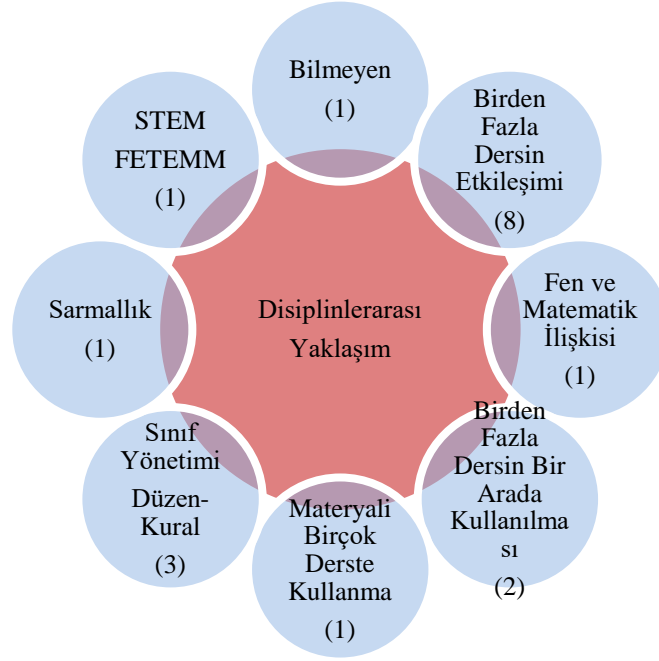 Bilmeyen
(1)
Birden
Fazla
Dersin
Etkileşimi
(8)
Fen ve
Matematik
İlişkisi
(1)
Birden
Fazla
Dersin Bir
Arada
Kullanılma
sı
(2)
Materyali
Birçok
Derste
Kullanma
(1)
Sınıf
Yönetimi
Düzen-
Kural
(3)
Sarmallık
(1)
STEM
FETEMM
(1)
Disiplinlerarası
Yaklaşım